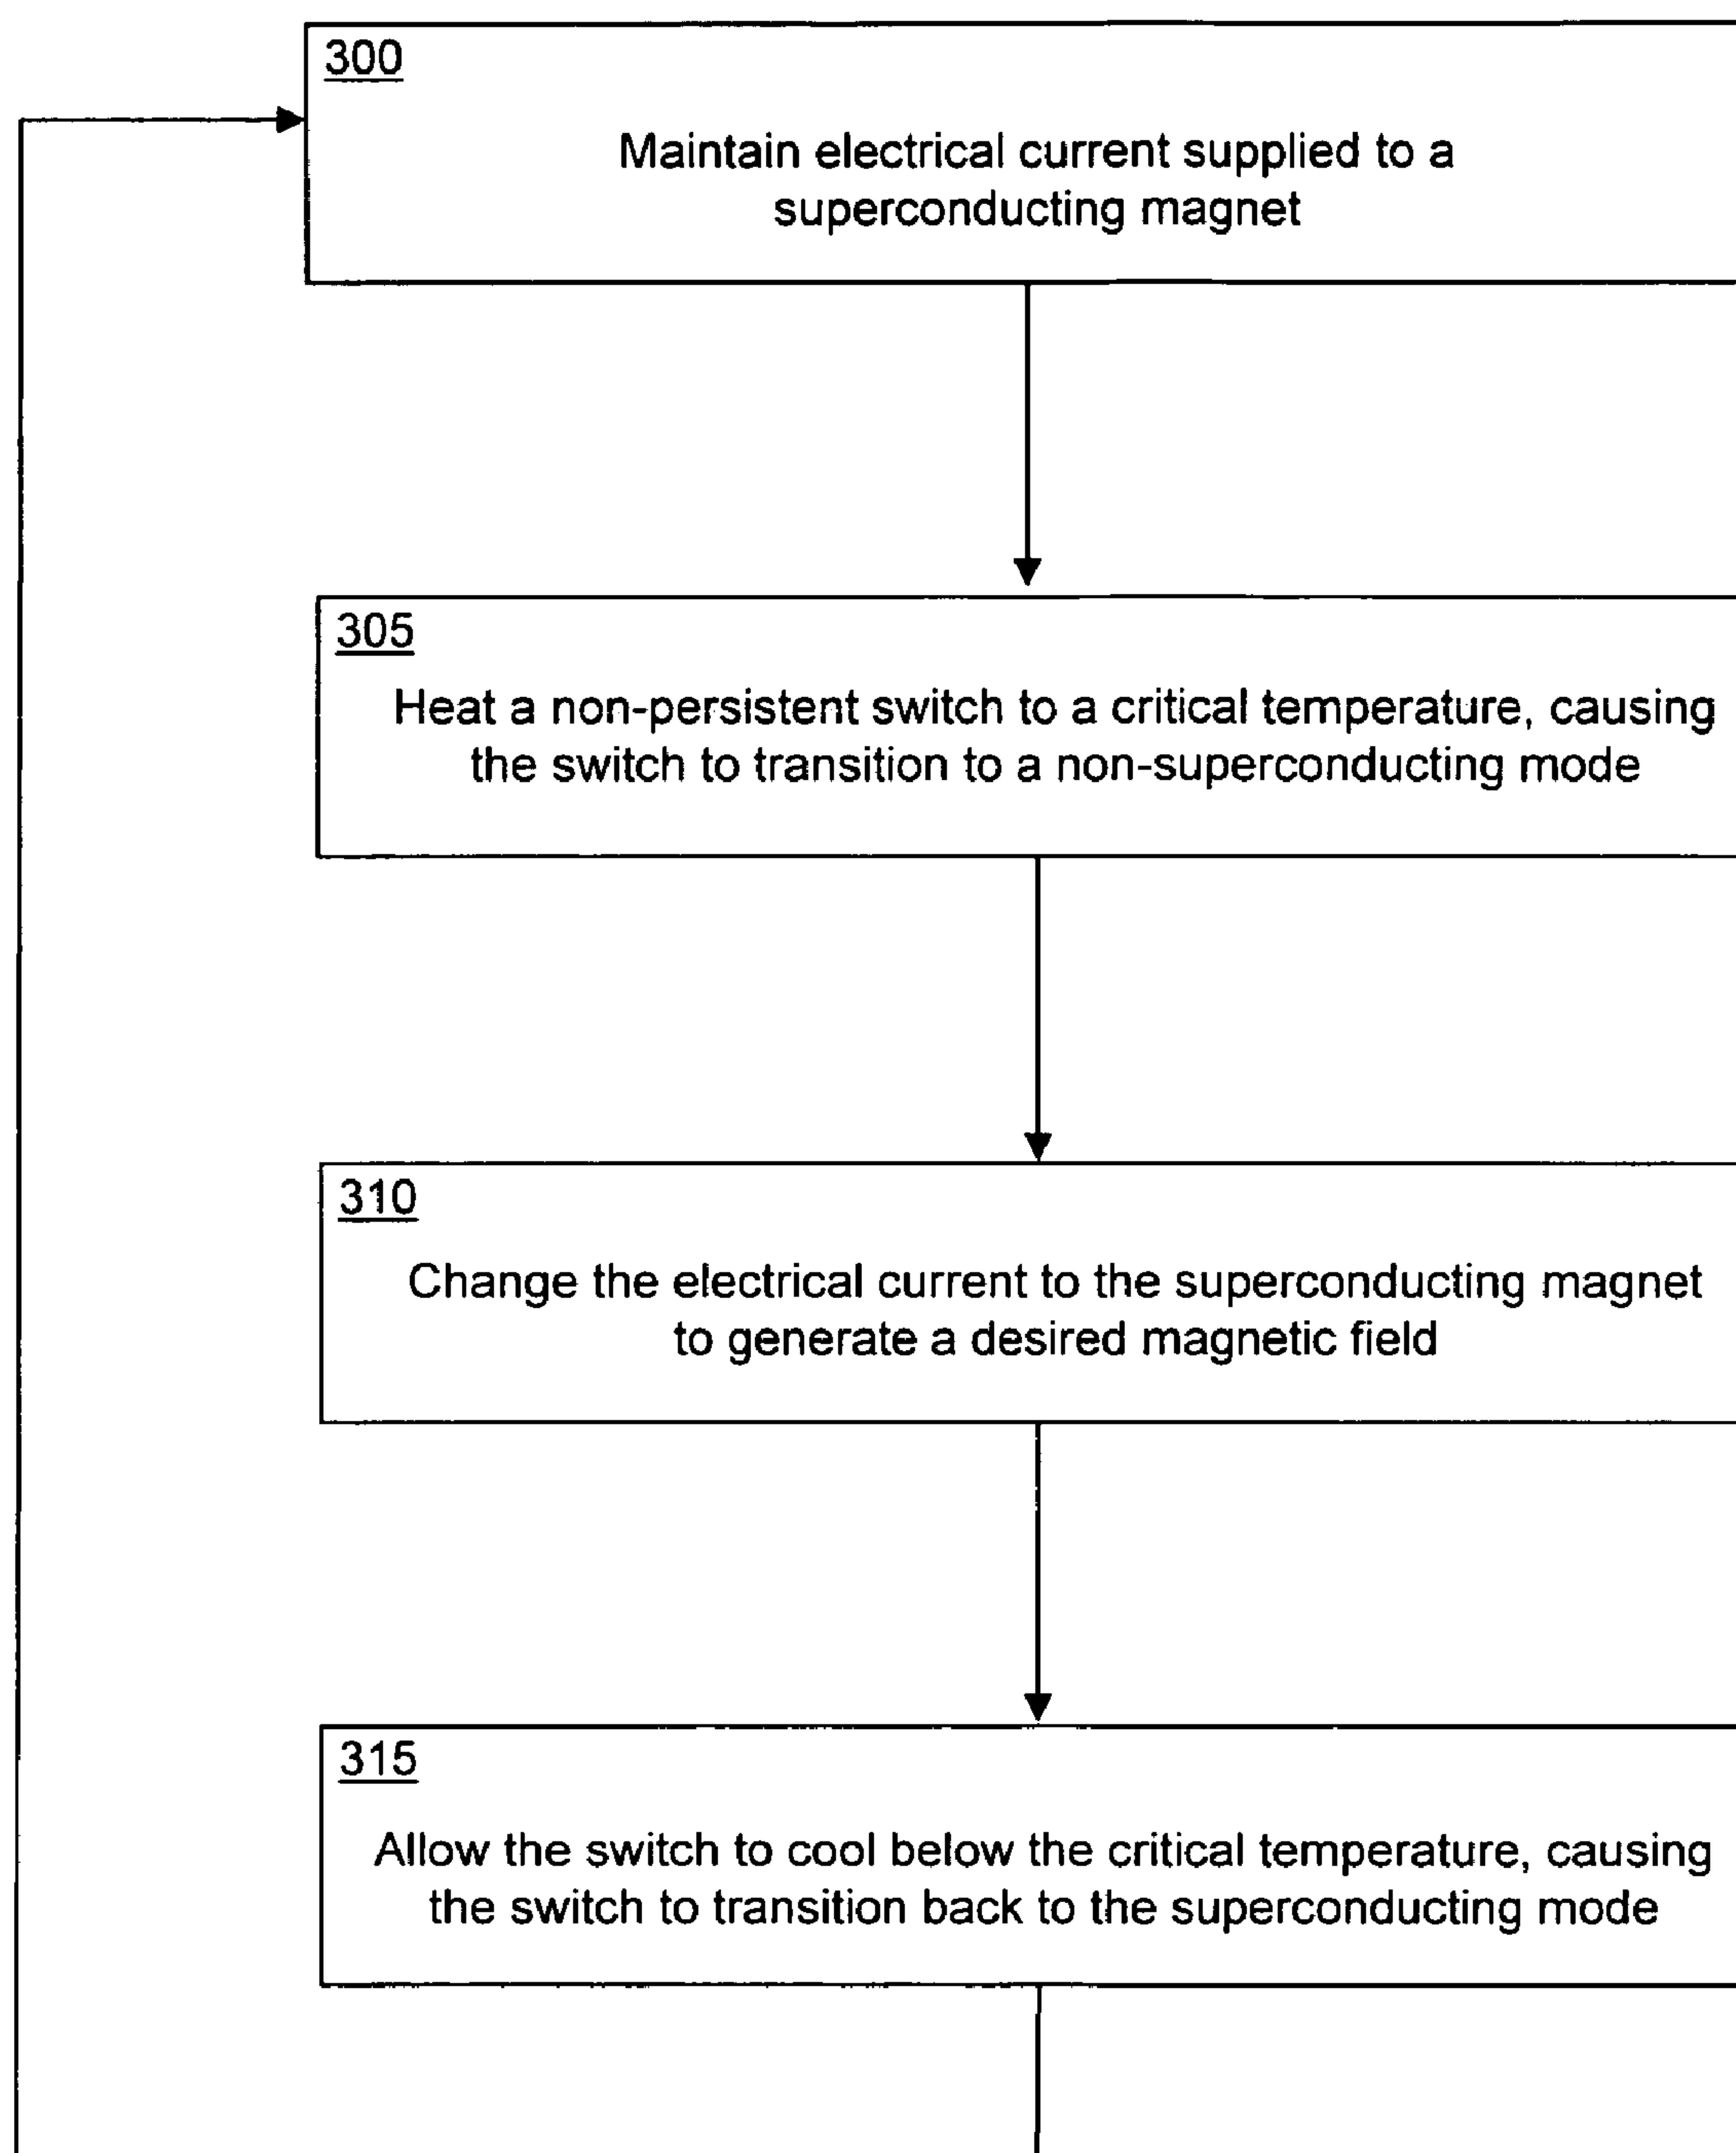 300
Maintain electrical current supplied to a
superconducting magnet
305
Heat a non-persistent switch to a critical temperature, causing
the switch to transition to a non-superconducting mode
310
Change the electrical current to the superconducting magnet
to generate a desired magnetic field
315
Allow the switch to cool below the critical temperature, causing
the switch to transition back to the superconducting mode